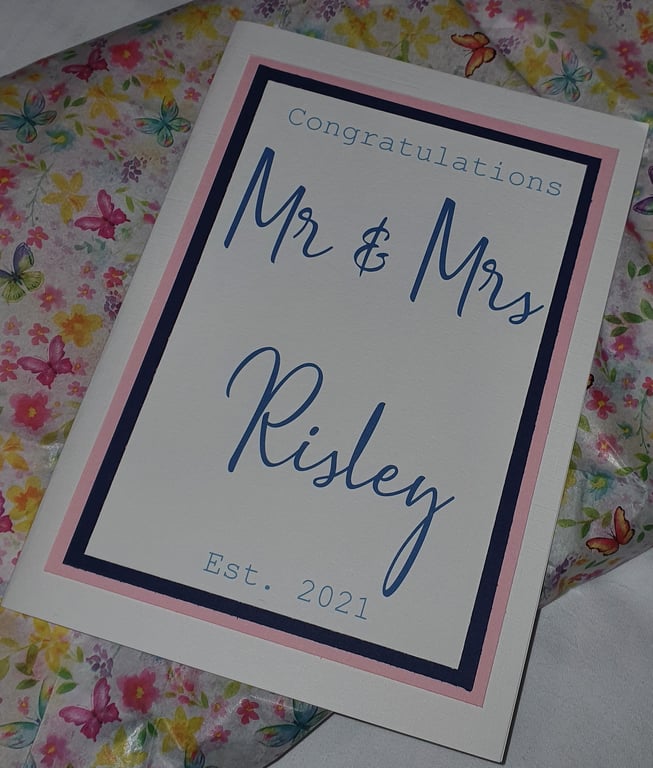 Congratulations
Mr & Mrs
Risley
Est. 2021